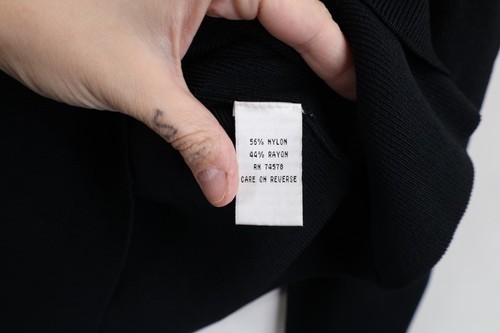 56% NYLON
44% RAYON
RN 74578
CARE ON REVERSE